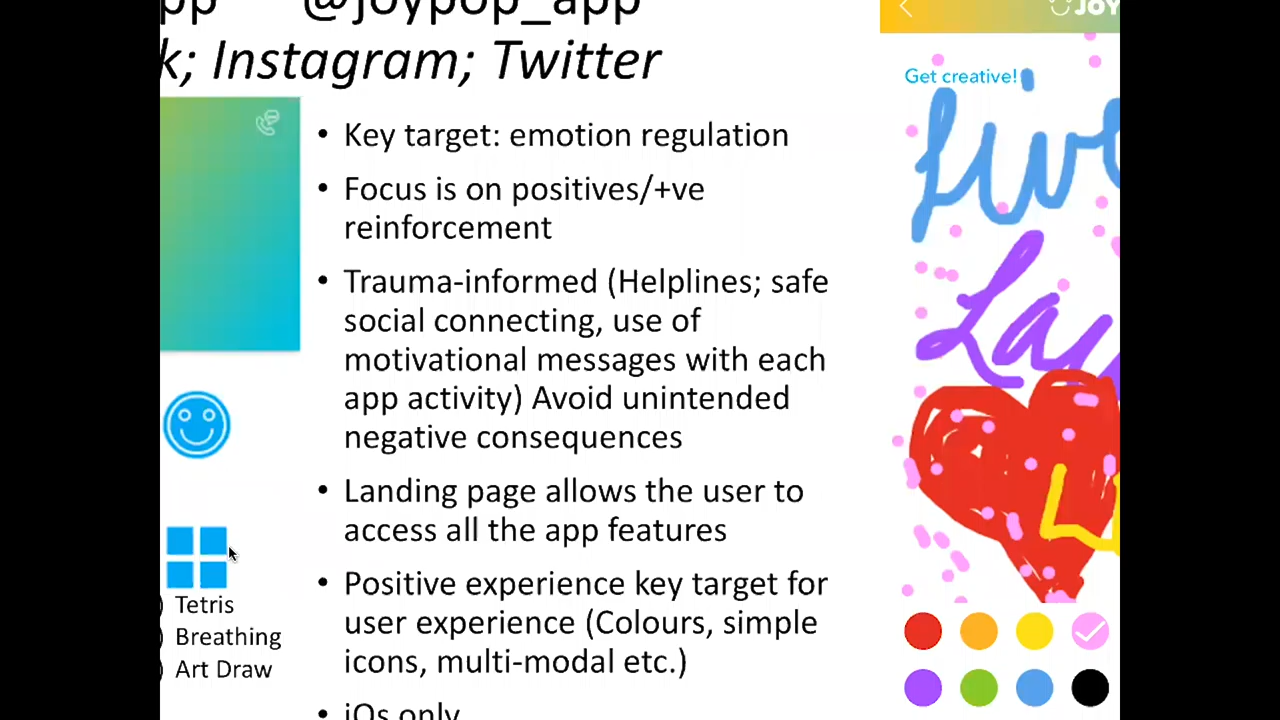 @joypop_app
k; Instagram; Twitter
• Key target: emotion regulation
• Focus is on positives/+ve
reinforcement
• Trauma-informed (Helplines; safe
social connecting, use of
motivational messages with each
app activity) Avoid unintended
negative consequences
• Landing page allows the user to
access all the app features
• Positive experience key target for
user experience (Colours, simple
icons, multi-modal etc.)
• iOs only
) Tetris
) Breathing
) Art Draw
JOY
Get creative!
Live